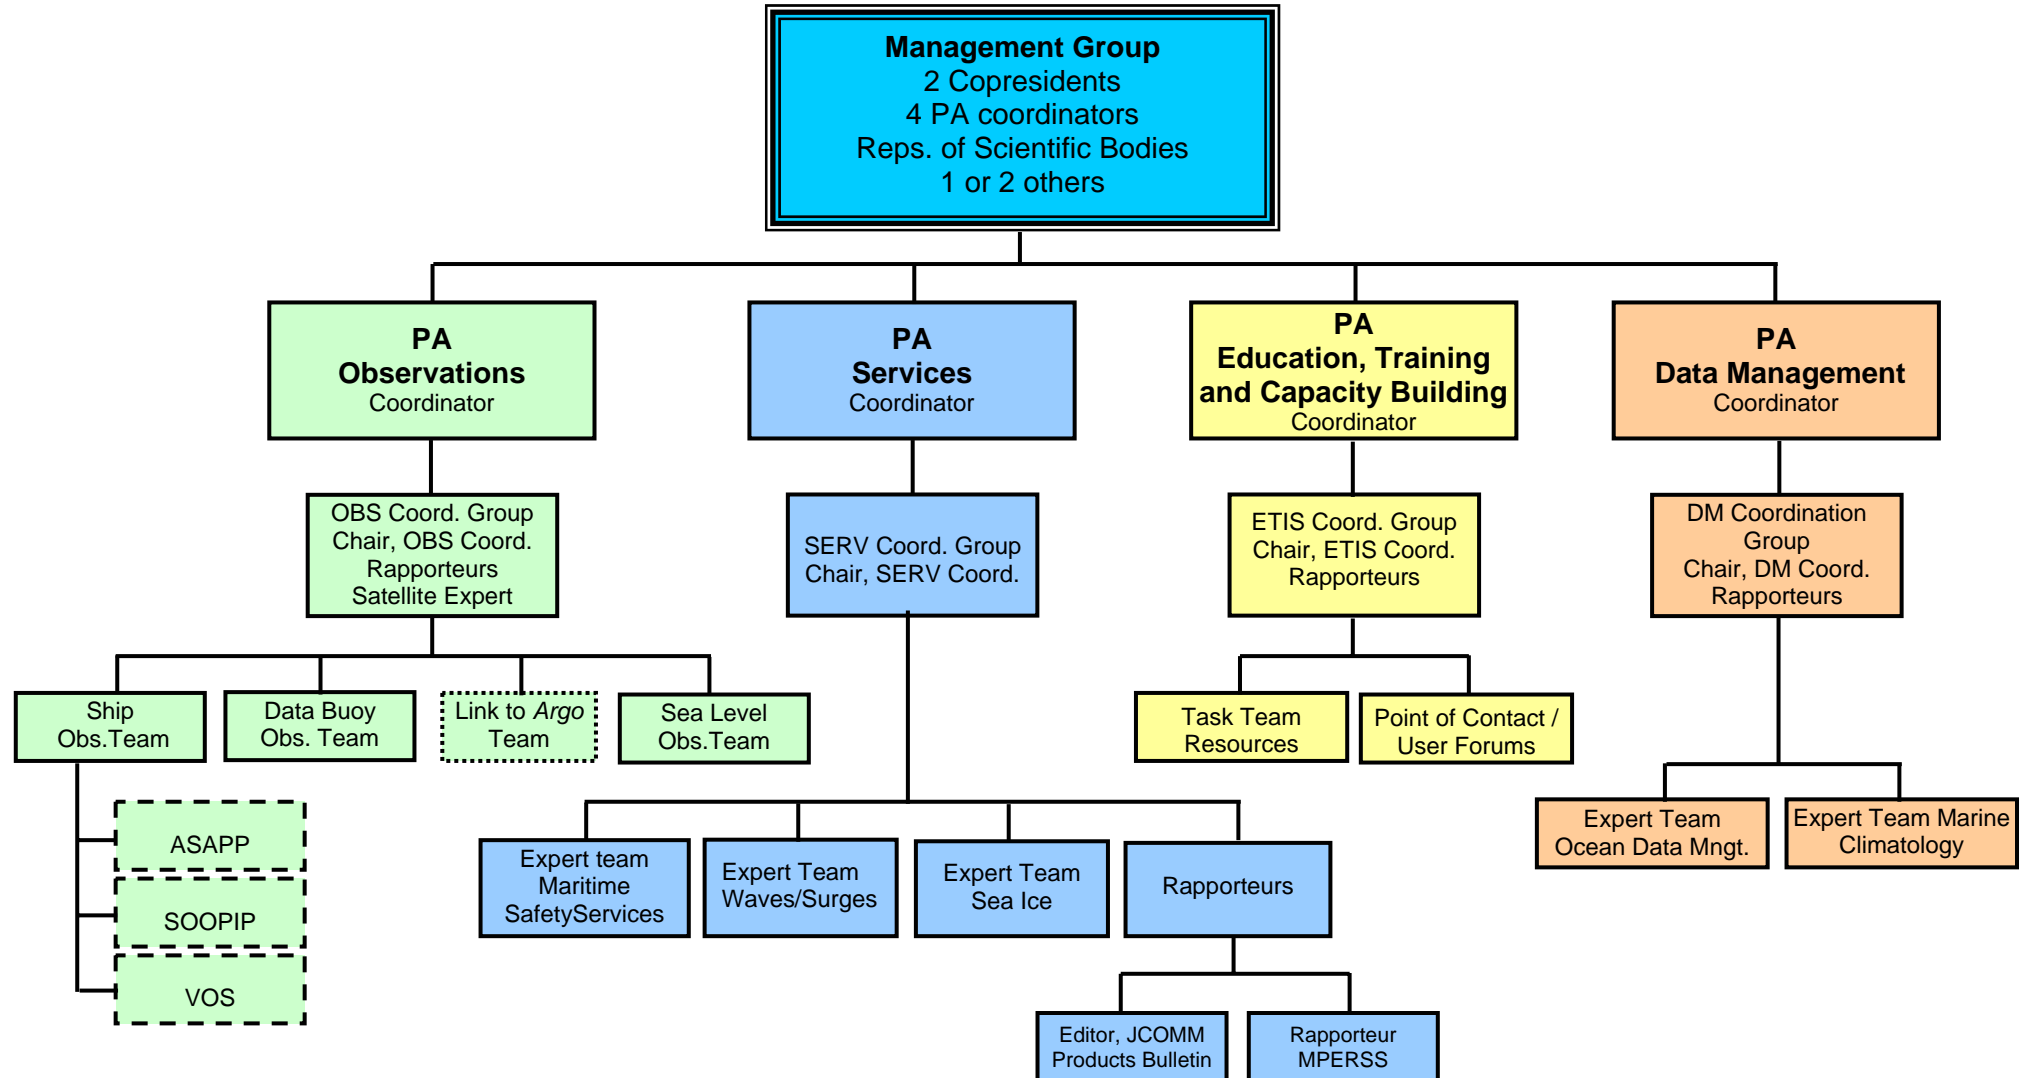 Management Group
2 Copresidents
4 PA coordinators
Reps. of Scientific Bodies
1 or 2 others
PA
Observations
Coordinator
PA
Services
Coordinator
PA
Education, Training
and Capacity Building
Coordinator
PA
Data Management
Coordinator
OBS Coord. Group
Chair, OBS Coord.
Rapporteurs
Satellite Expert
SERV Coord. Group
Chair, SERV Coord.
ETIS Coord. Group
Chair, ETIS Coord.
Rapporteurs
DM Coordination
Group
Chair, DM Coord.
Rapporteurs
Ship
Obs.Team
Data Buoy
Obs. Team
Link to Argo
Team
Sea Level
Obs.Team
Task Team
Resources
Point of Contact /
User Forums
ASAPP
SOOPIP
VOS
Expert team
Maritime
SafetyServices
Expert Team
Waves/Surges
Expert Team
Sea Ice
Rapporteurs
Expert Team
Ocean Data Mngt.
Expert Team Marine
Climatology
Editor, JCOMM
Products Bulletin
Rapporteur
MPERSS